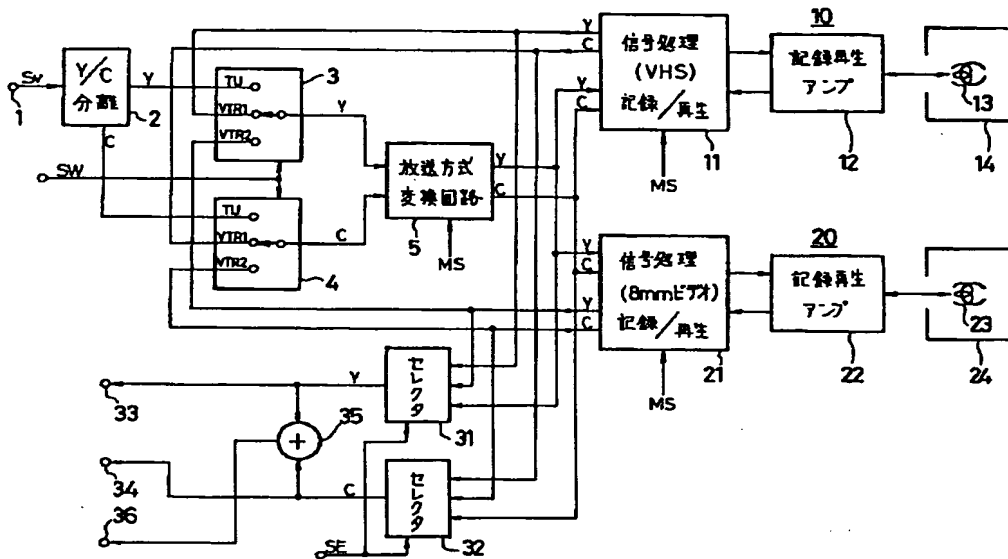 Sv
1
Y/C
分離
2
Y
C
SW
TU
VTR1
VTR2
3
Y
TU
VTR1
VTR2
4
C
放送方式
変換回路
5
MS
Y
C
Y
C
Y
C
信号処理
(VHS)
記録/再生
11
MS
10
記録再生
アンプ
12
13
14
Y
C
Y
C
信号処理
(8mmビデオ)
記録/再生
21
MS
20
記録再生
アンプ
22
23
24
33
34
36
35
+
Y
セレクタ
31
C
セレクタ
32
SE